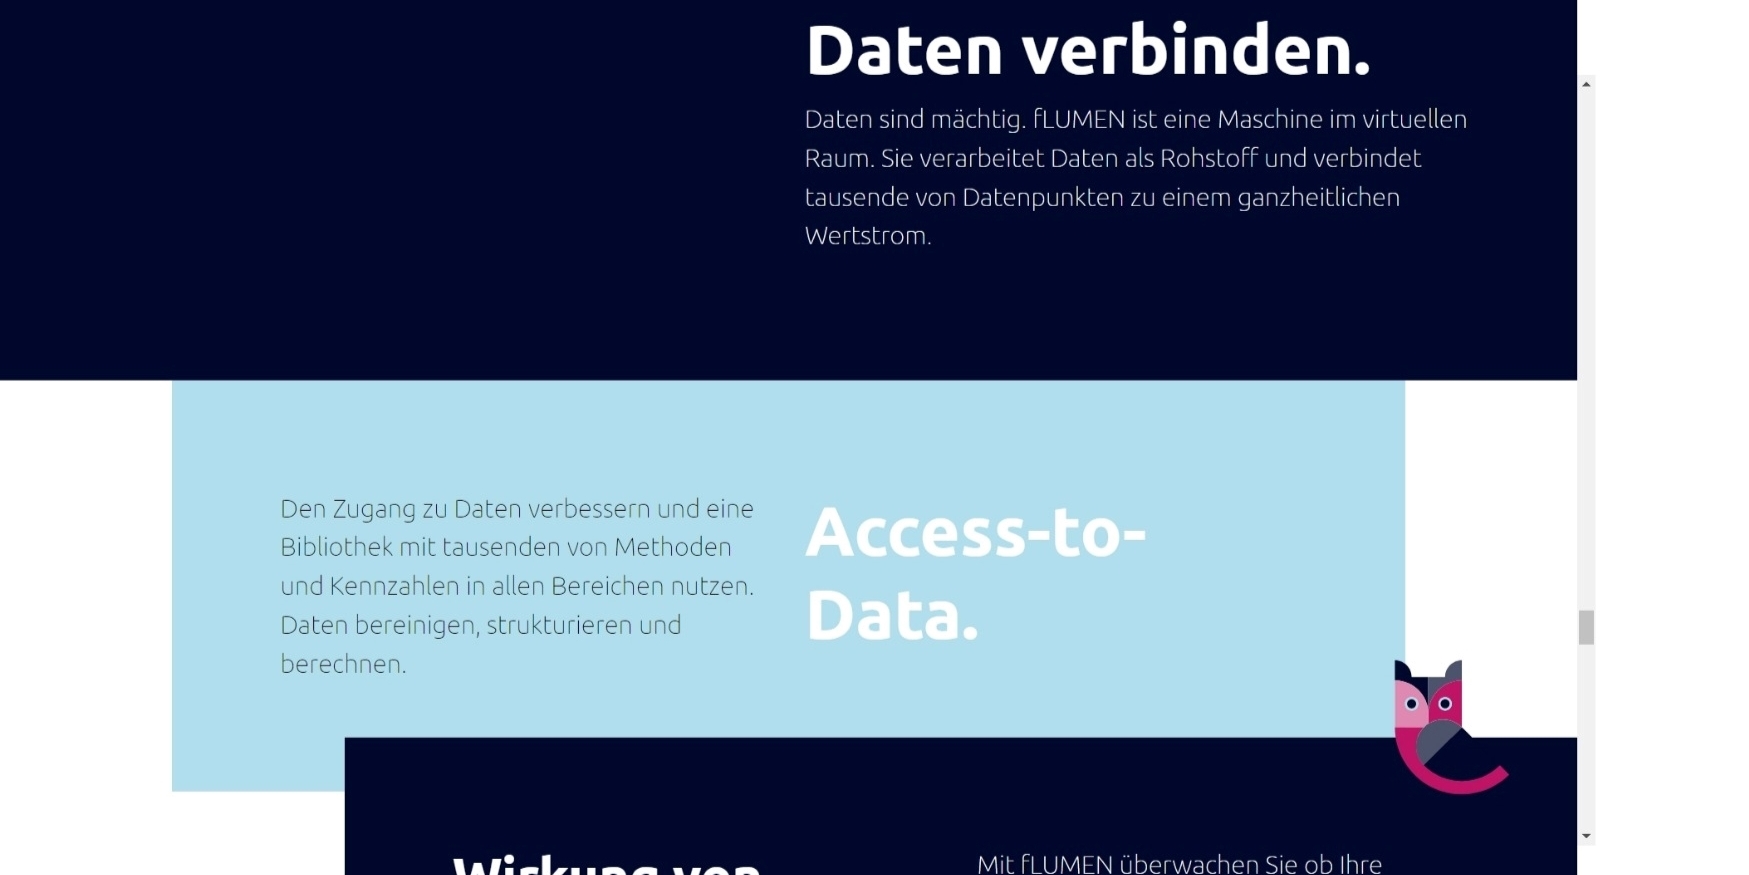 Daten verbinden.
Daten sind mächtig. fLUMEN ist eine Maschine im virtuellen
Raum. Sie verarbeitet Daten als Rohstoff und verbindet
tausende von Datenpunkten zu einem ganzheitlichen
Wertstrom.
Den Zugang zu Daten verbessern und eine
Bibliothek mit tausenden von Methoden
und Kennzahlen in allen Bereichen nutzen.
Daten bereinigen, strukturieren und
berechnen.
Access-to-
Data.
Wirkung von
Mit fLUMEN überwachen Sie ob Ihre